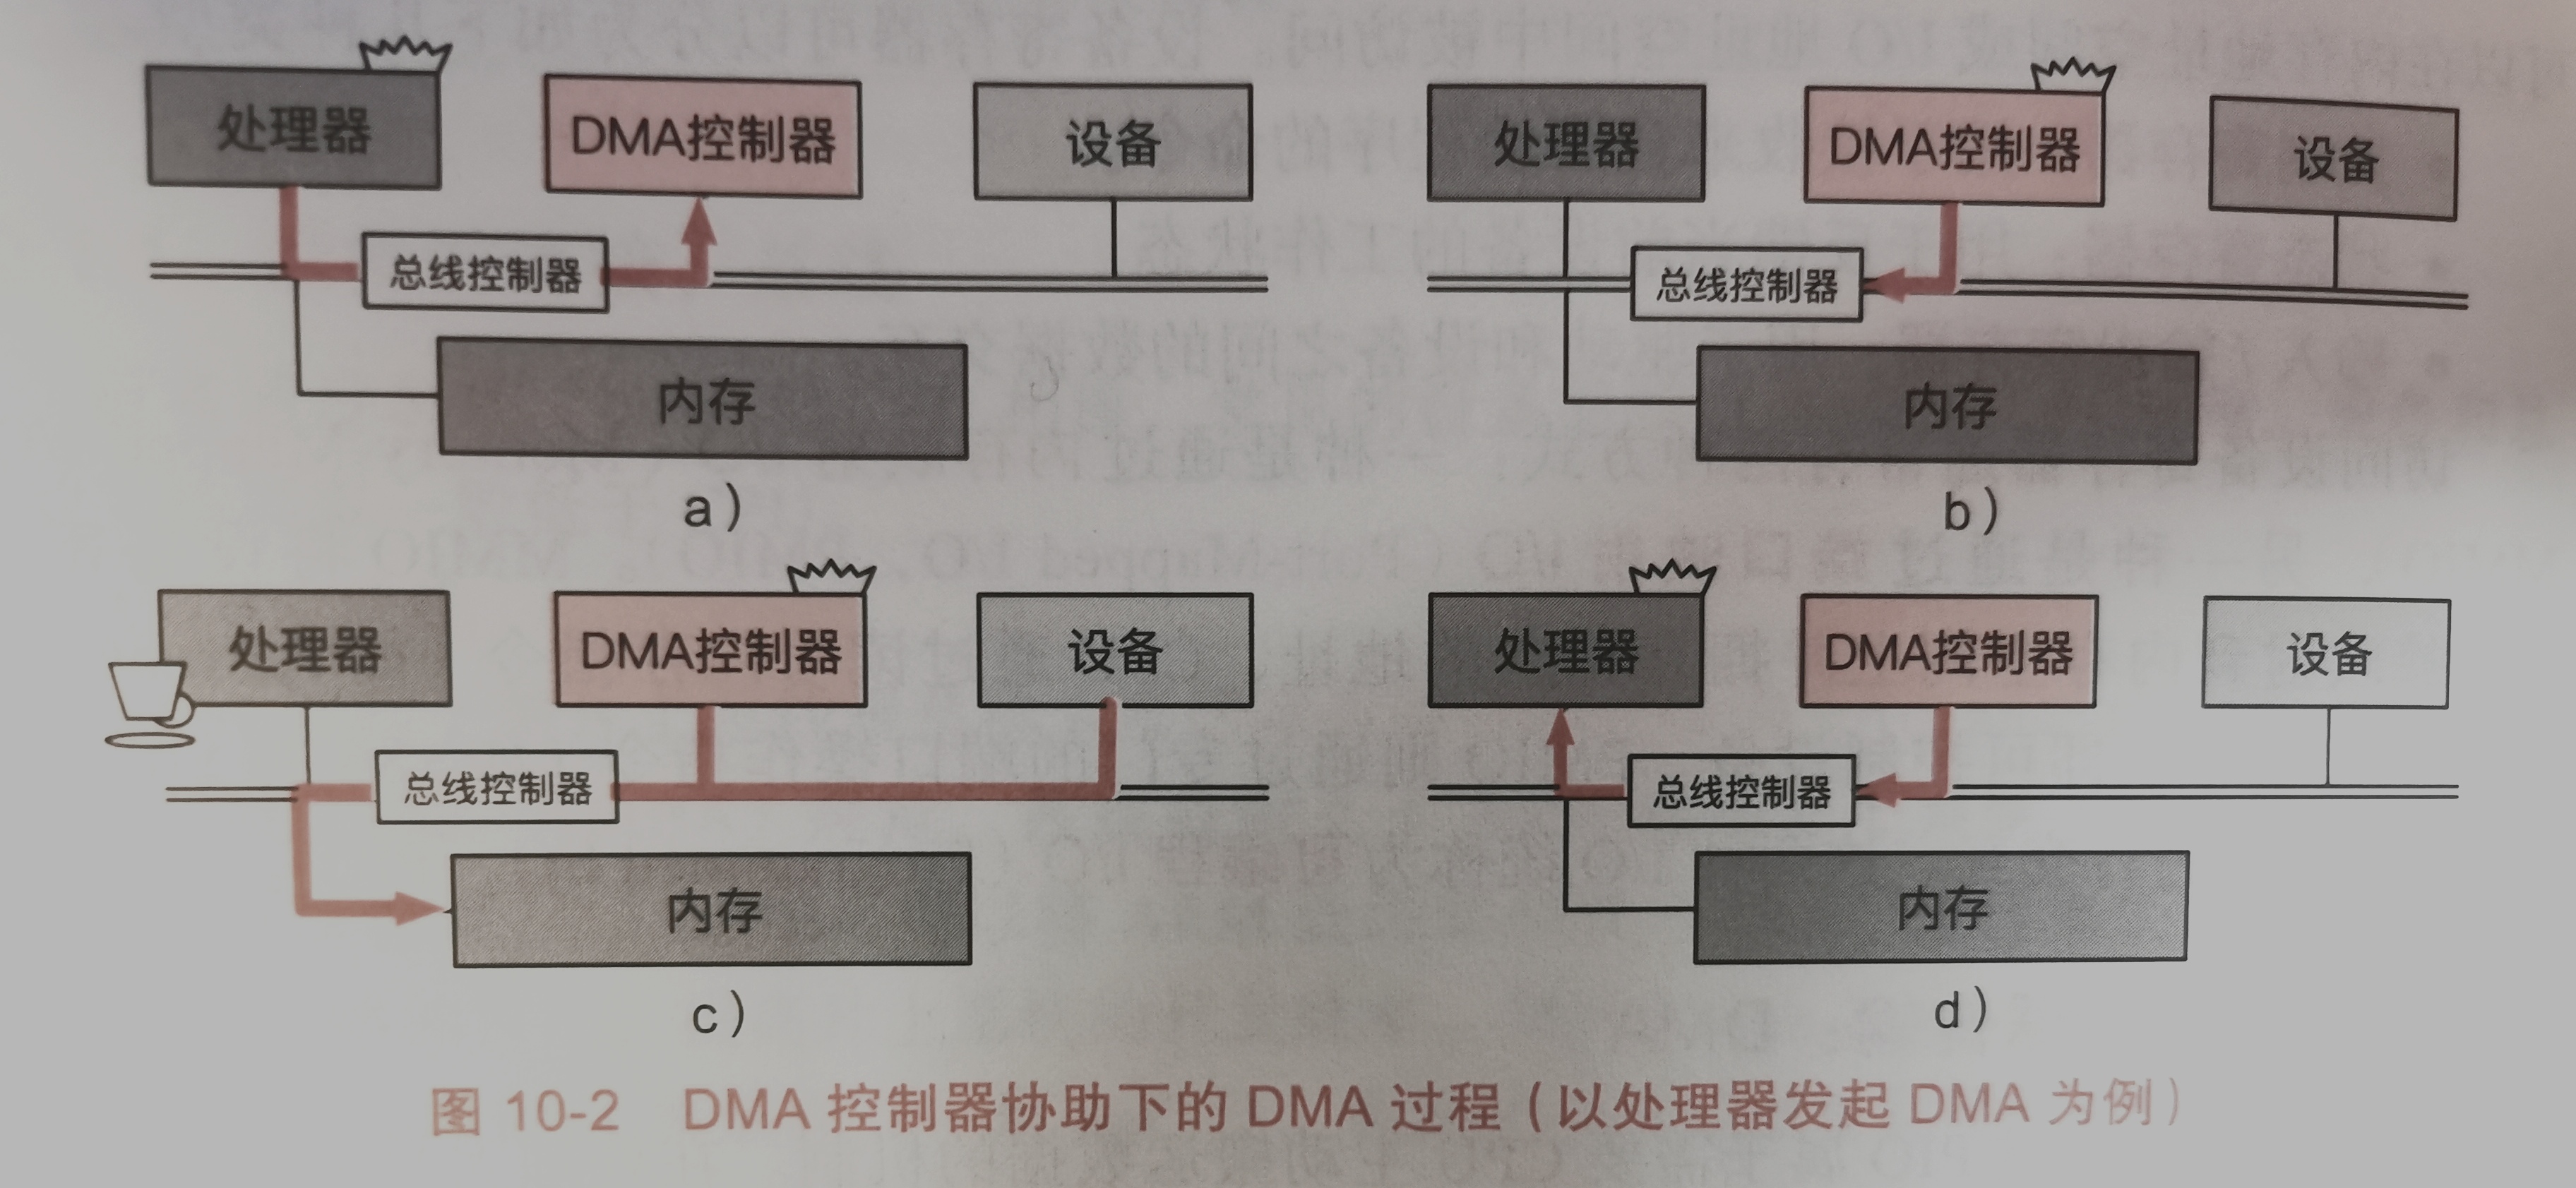 处理器 DMA控制器 设备
总线控制器
内存
a）
处理器 DMA控制器 设备
总线控制器
内存
b）
处理器 DMA控制器 设备
总线控制器
内存
c）
处理器 DMA控制器 设备
总线控制器
内存
d）
图 10-2 DMA 控制器协助下的 DMA 过程（以处理器发起 DMA 为例）